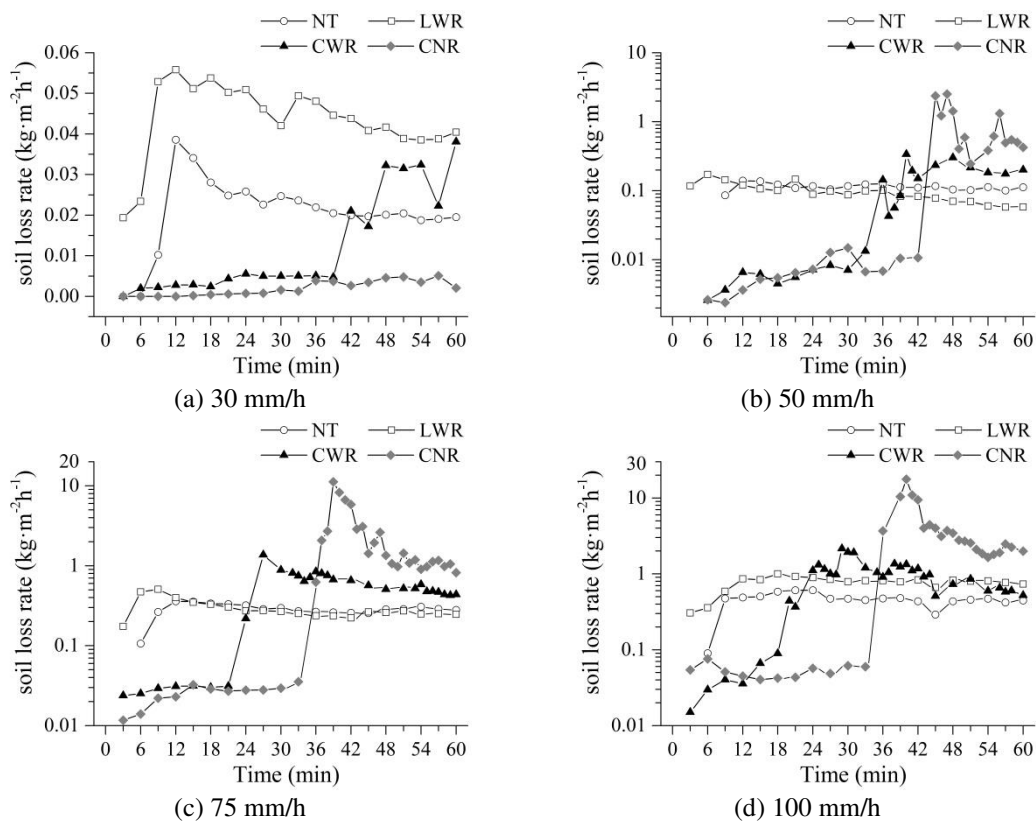 NT LWR
CWR CNR
soil loss rate (kg·m⁻²h⁻¹)
0.06
0.05
0.04
0.03
0.02
0.01
0.00
0 6 12 18 24 30 36 42 48 54 60
Time (min)
(a) 30 mm/h
NT LWR
CWR CNR
soil loss rate (kg·m⁻²h⁻¹)
10
1
0.1
0.01
0 6 12 18 24 30 36 42 48 54 60
Time (min)
(b) 50 mm/h
NT LWR
CWR CNR
soil loss rate (kg·m⁻²h⁻¹)
20
10
1
0.1
0.01
0 6 12 18 24 30 36 42 48 54 60
Time (min)
(c) 75 mm/h
NT LWR
CWR CNR
soil loss rate (kg·m⁻²h⁻¹)
30
10
1
0.1
0.01
0 6 12 18 24 30 36 42 48 54 60
Time (min)
(d) 100 mm/h